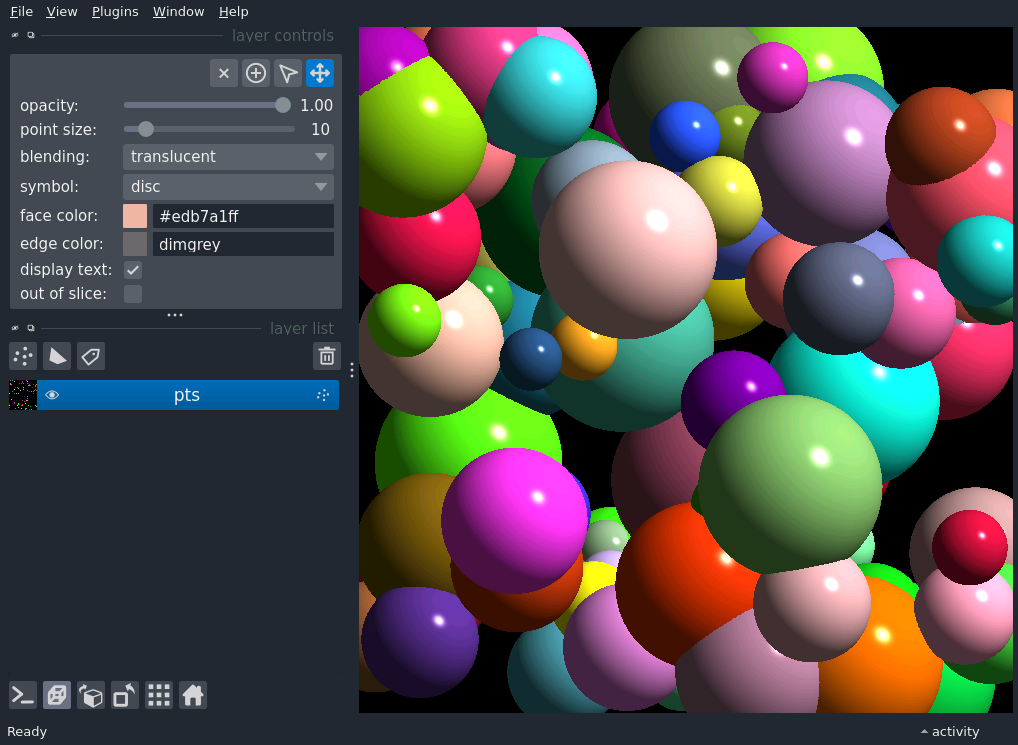 File View Plugins Window Help
layer controls
opacity: 1.00
point size: 10
blending: translucent
symbol: disc
face color: #edb7a1ff
edge color: dimgrey
display text:
out of slice:
layer list
pts
Ready activity